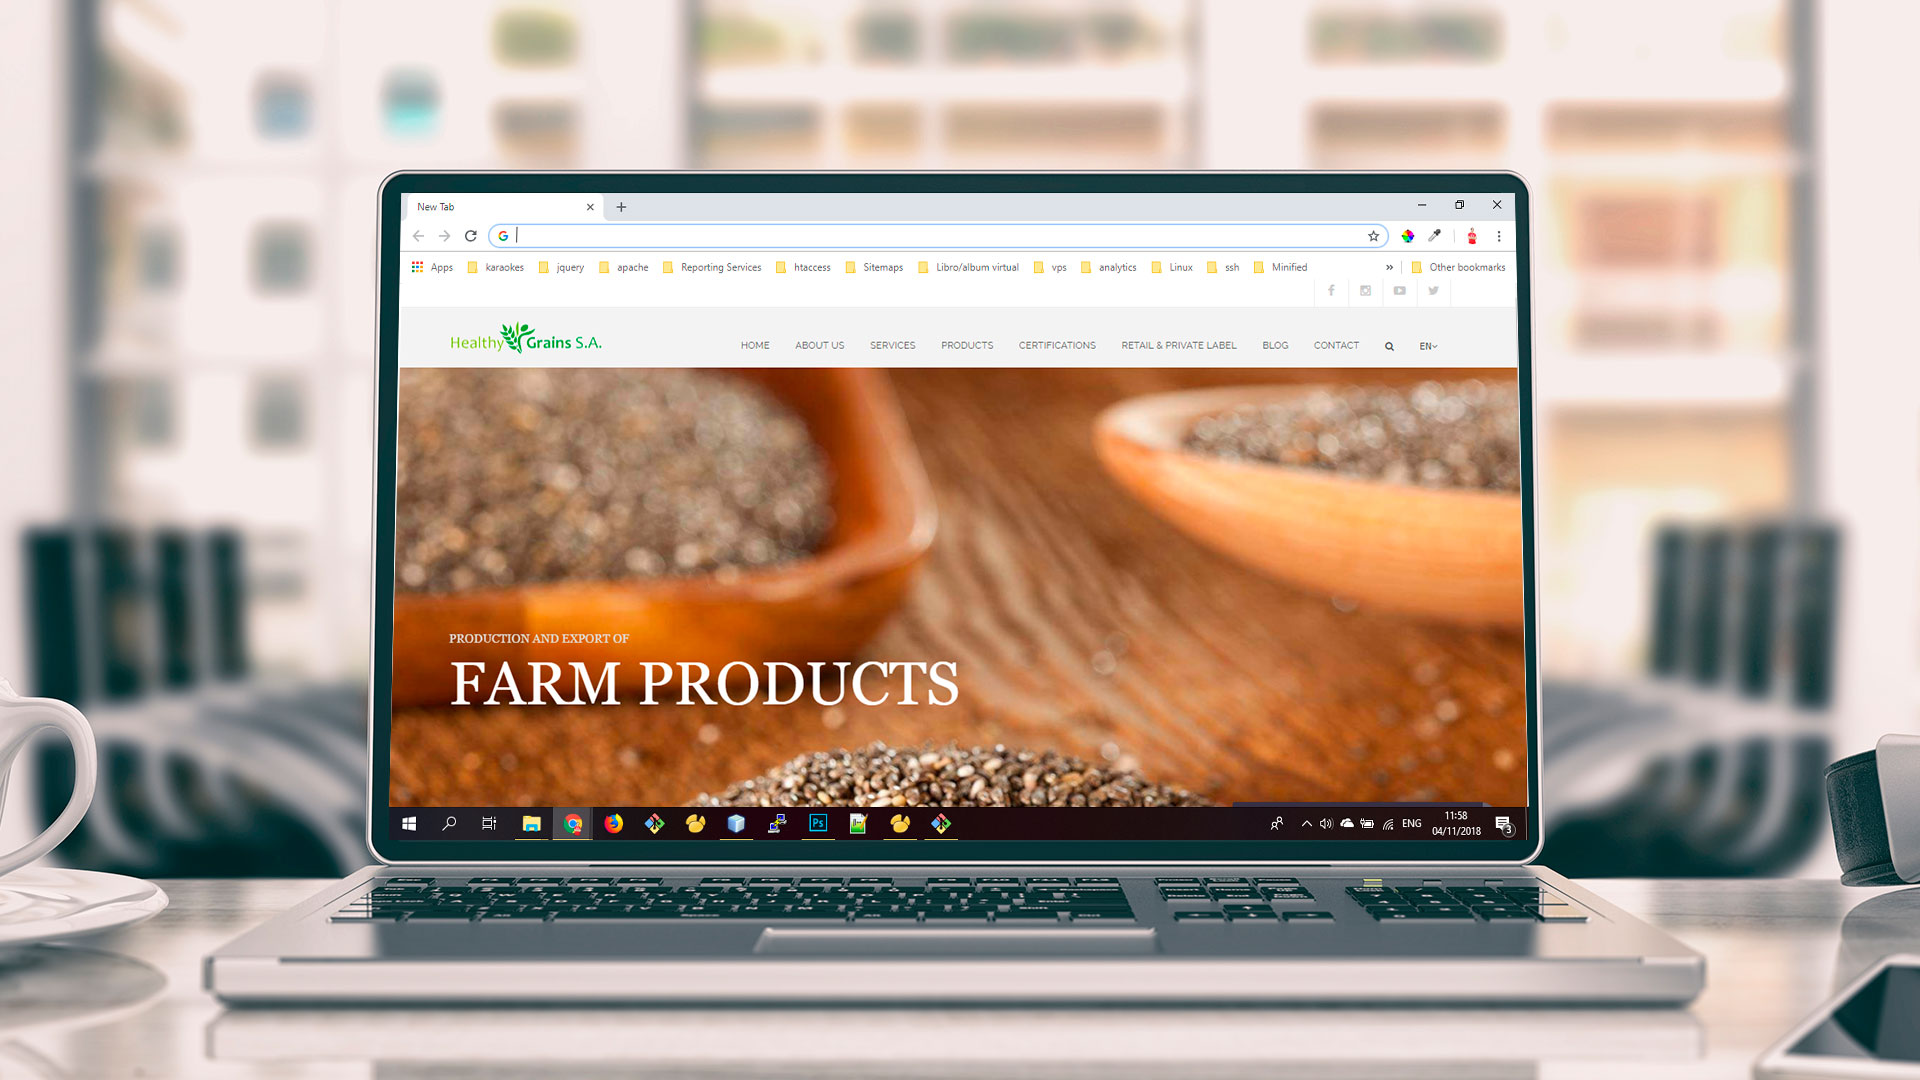 New Tab
Apps karaokes jquery apache Reporting Services htaccess Sitemaps Libro/album virtual vps analytics Linux ssh Minified » Other bookmarks
Healthy Grains S.A.
HOME ABOUT US SERVICES PRODUCTS CERTIFICATIONS RETAIL & PRIVATE LABEL BLOG CONTACT EN
PRODUCTION AND EXPORT OF
FARM PRODUCTS
Ps
ENG
11:58
04/11/2018
3